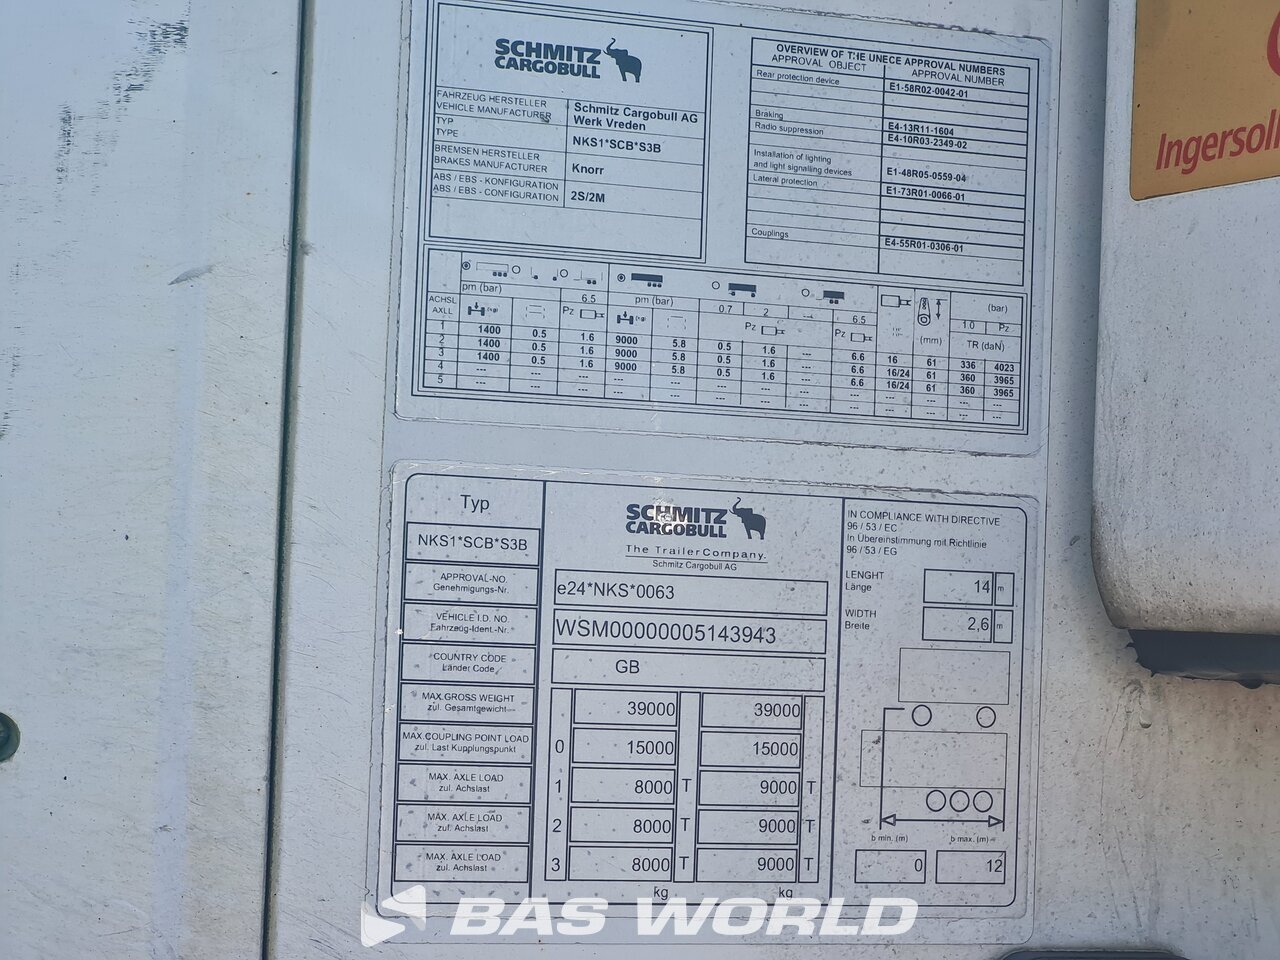 SCHMITZ
CARGOBULL
FAHRZEUG HERSTELLER
VEHICLE MANUFACTURER
Schmitz Cargobull AG
Werk Vreden
TYP
TYPE
NKS1*SCB*S3B
BREMSEN HERSTELLER
BRAKES MANUFACTURER
Knorr
ABS / EBS - KONFIGURATION
ABS / EBS - CONFIGURATION
2S/2M
OVERVIEW OF THE UNECE APPROVAL NUMBERS
APPROVAL OBJECT APPROVAL NUMBER
Rear protection device E1-58R02-0042-01
Braking E4-13R11-1604
Radio suppression E4-10R03-2349-02
Installation of lighting
and light signalling devices E1-48R05-0559-04
Lateral protection E1-73R01-0066-01
Couplings E4-55R01-0306-01
Ingersoll
pm (bar) 6.5 pm (bar) 0.7 2 --- 6.5 (bar)
ACHSL
AXLL
Pz Pz Pz (mm) 1.0 Pz
TR (daN)
1 1400 0.5 1.6 9000 5.8 0.5 1.6 --- 6.6 16 61 336 4023
2 1400 0.5 1.6 9000 5.8 0.5 1.6 --- 6.6 16/24 61 360 3965
3 1400 0.5 1.6 9000 5.8 0.5 1.6 --- 6.6 16/24 61 360 3965
4 --- --- --- --- --- --- --- --- --- --- --- --- ---
5 --- --- --- --- --- --- --- --- --- --- --- --- ---
Typ
NKS1*SCB*S3B
SCHMITZ
CARGOBULL
The Trailer Company.
Schmitz Cargobull AG
APPROVAL-NO.
Genehmigungs-Nr.
e24*NKS*0063
VEHICLE I.D. NO.
Fahrzeug-Ident.-Nr.
WSM00000005143943
COUNTRY CODE
Länder Code
GB
MAX.GROSS WEIGHT
zul. Gesamtgewicht
39000 39000
MAX.COUPLING POINT LOAD
zul. Last Kupplungspunkt
0 15000 15000
MAX. AXLE LOAD
zul. Achslast
1 8000 T 9000 T
MAX. AXLE LOAD
zul. Achslast
2 8000 T 9000 T
MAX. AXLE LOAD
zul. Achslast
3 8000 T 9000 T
kg kg
IN COMPLIANCE WITH DIRECTIVE
96 / 53 / EC
In Übereinstimmung mit Richtlinie
96 / 53 / EG
LENGHT
Länge
14 m
WIDTH
Breite
2,6 m
b min. (m) b max. (m)
0 12
BAS WORLD